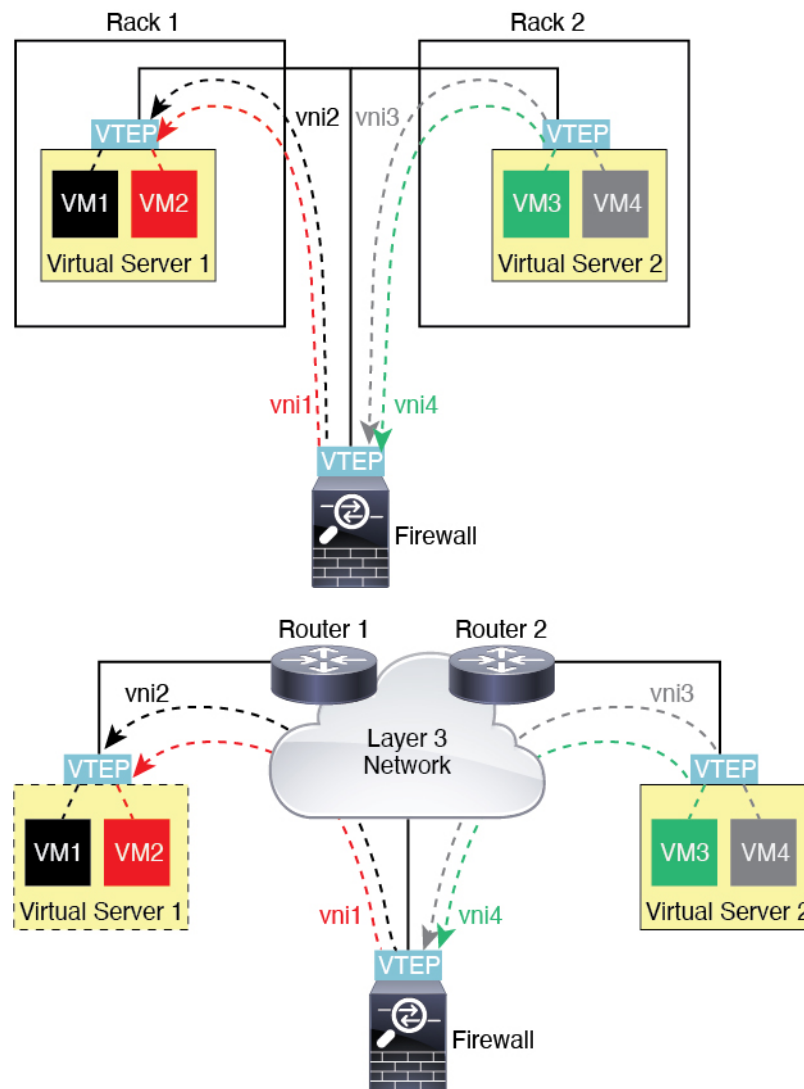 Rack 1
Rack 2
vni2
vni3
VTEP
VTEP
VM1
VM2
VM3
VM4
Virtual Server 1
Virtual Server 2
vni1
vni4
VTEP
Firewall
Router 1
Router 2
vni2
vni3
Layer 3
Network
VTEP
VTEP
VM1
VM2
VM3
VM4
Virtual Server 1
Virtual Server 2
vni1
vni4
VTEP
Firewall